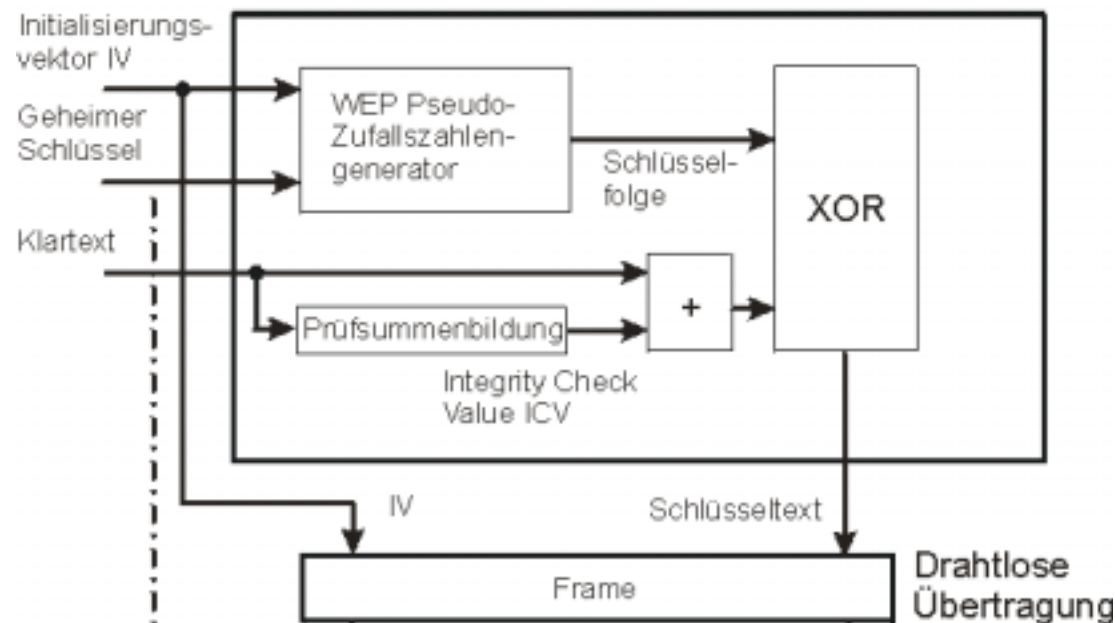 Initialisierungs-
vektor IV
Geheimer
Schlüssel
Klartext
WEP Pseudo-
Zufallszahlen-
generator
Schlüssel-
folge
XOR
+
Prüfsummenbildung
Integrity Check
Value ICV
IV
Schlüsseltext
Frame
Drahtlose
Übertragung